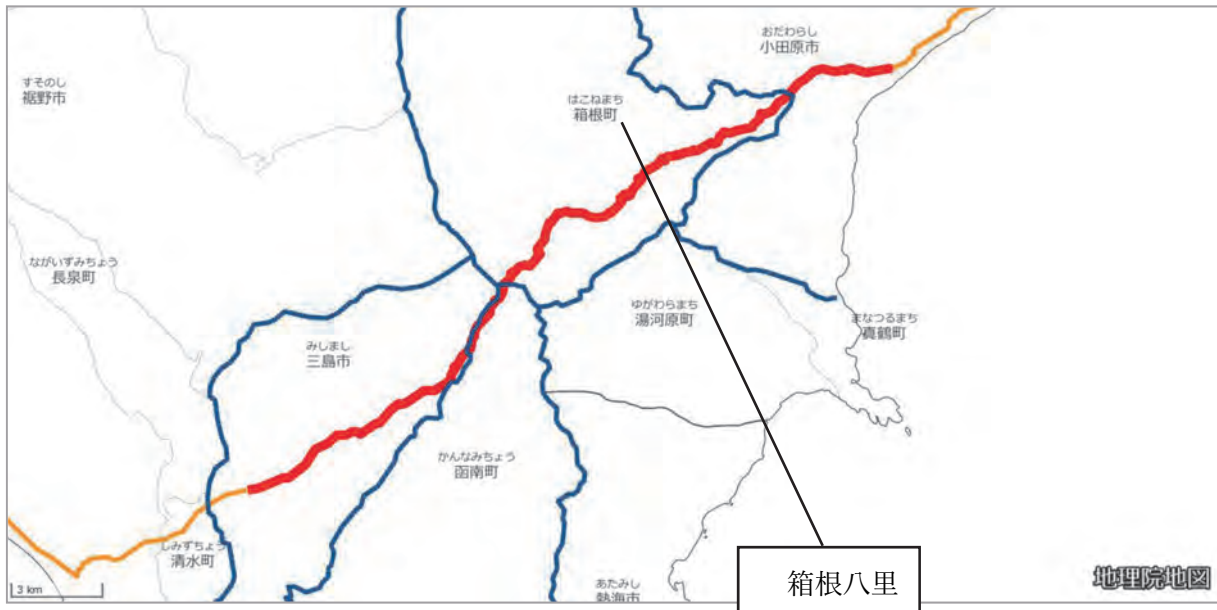 おだわらし
小田原市
すそのし
裾野市
はこねまち
箱根町
ながいずみちょう
長泉町
ゆがわらまち
湯河原町
まなつるまち
真鶴町
みしまし
三島市
かんなみちょう
函南町
しみずちょう
清水町
あたみし
熱海市
箱根八里
3 km
地理院地図